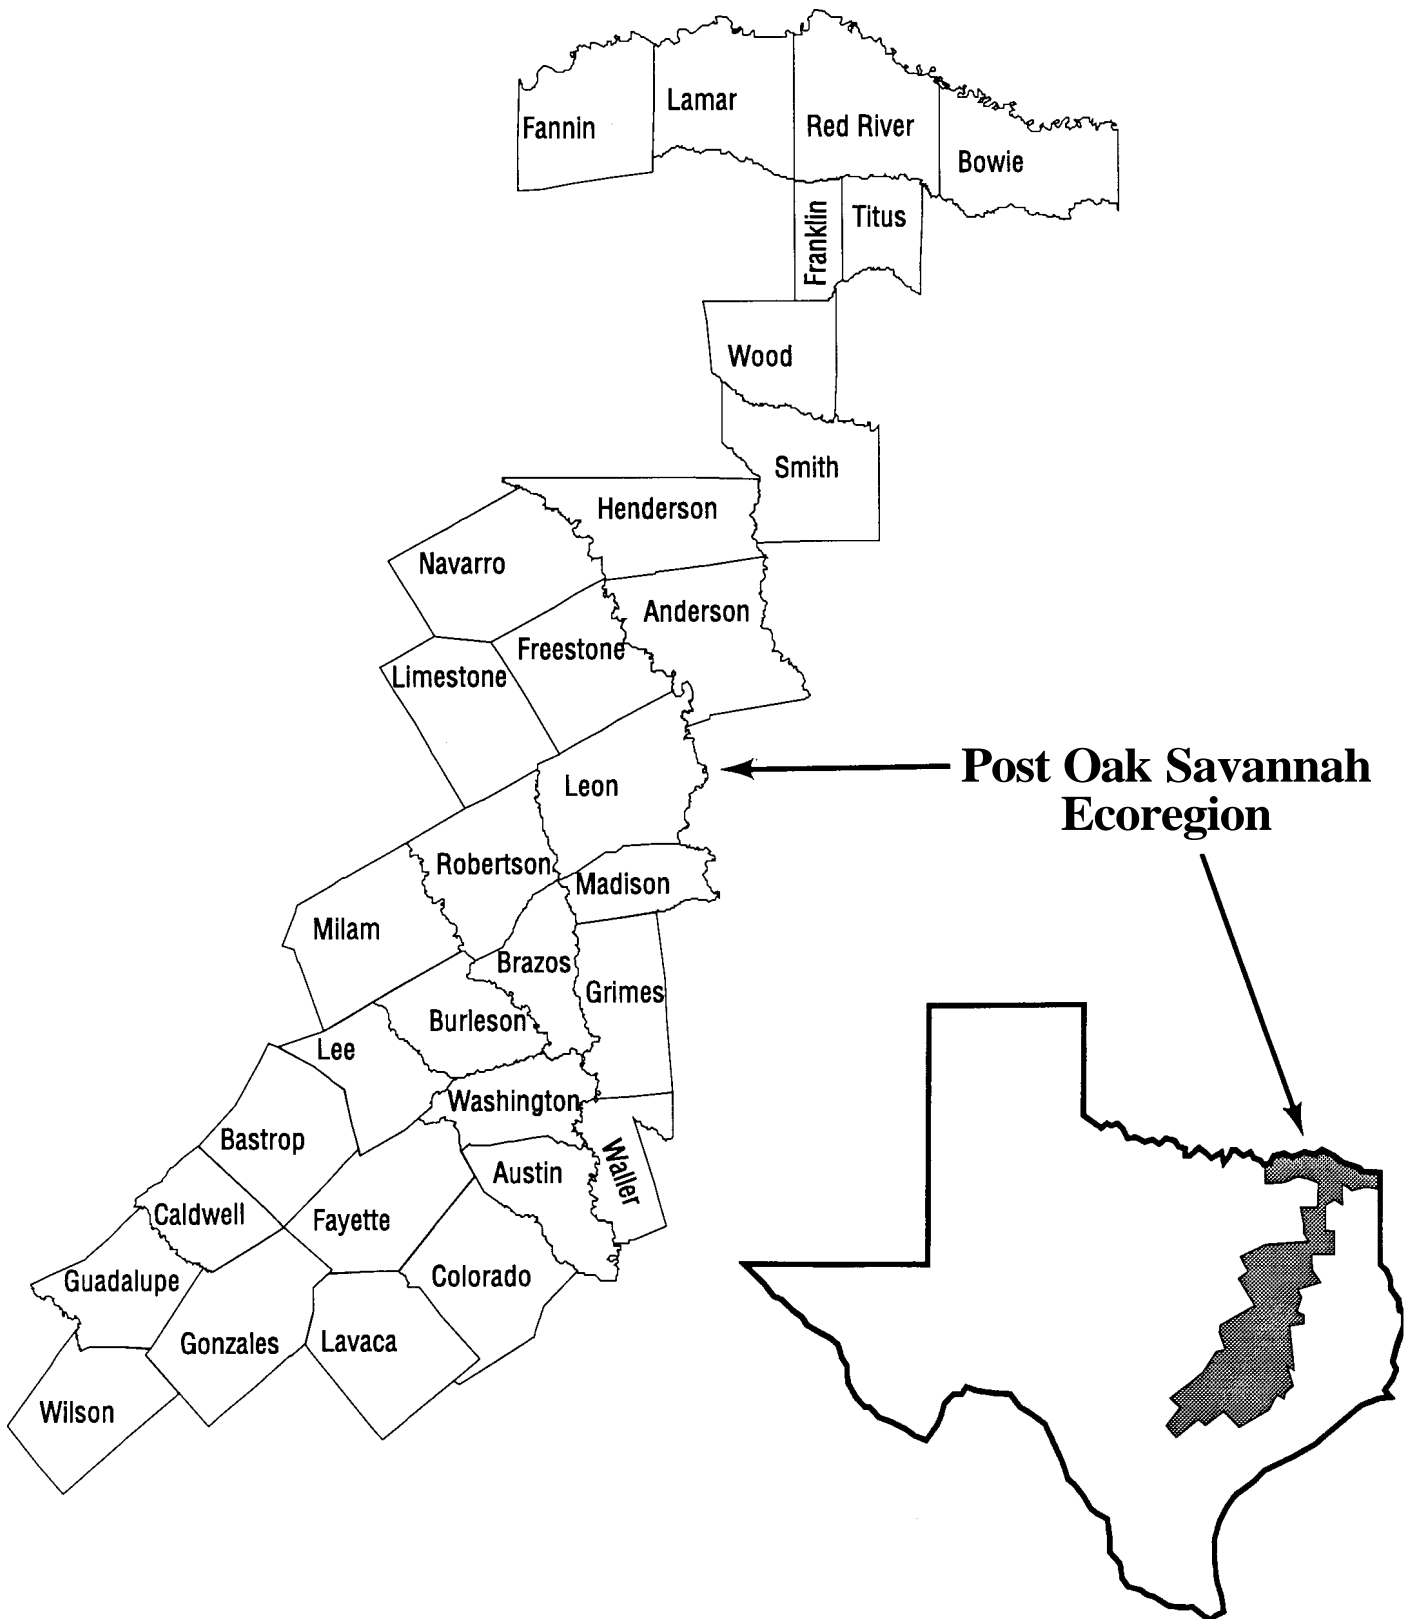 Fannin
Lamar
Red River
Bowie
Franklin
Titus
Wood
Smith
Henderson
Navarro
Anderson
Freestone
Limestone
Post Oak Savannah
Ecoregion
Leon
Robertson
Madison
Milam
Brazos
Grimes
Burleson
Lee
Washington
Bastrop
Waller
Austin
Caldwell
Fayette
Guadalupe
Colorado
Gonzales
Lavaca
Wilson